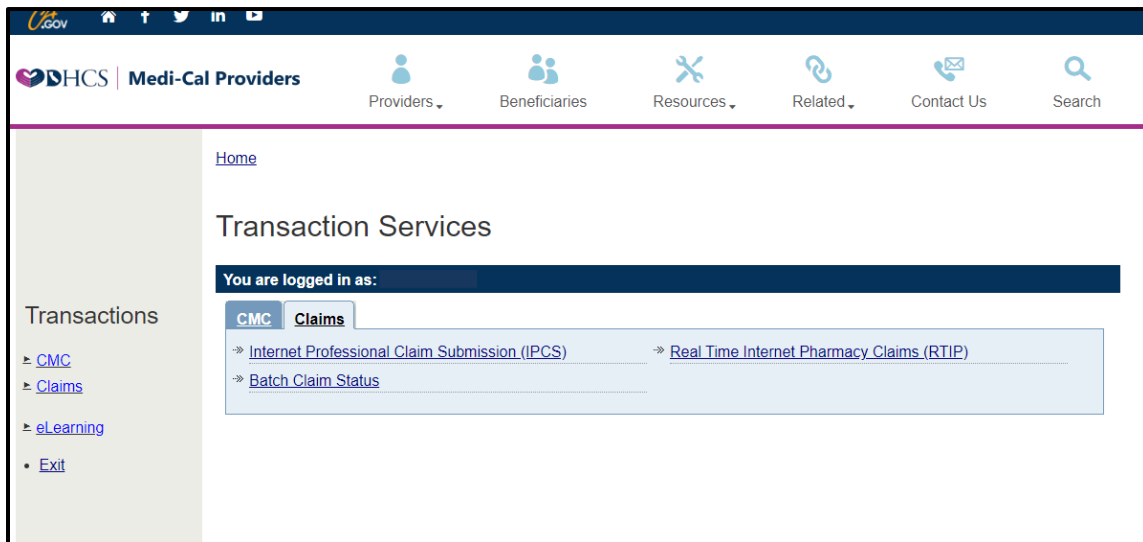 CA.GOV
DHCS | Medi-Cal Providers
Providers
Beneficiaries
Resources
Related
Contact Us
Search
Home
Transaction Services
You are logged in as:
Transactions
CMC
Claims
eLearning
Exit
CMC Claims
Internet Professional Claim Submission (IPCS)
Real Time Internet Pharmacy Claims (RTIP)
Batch Claim Status